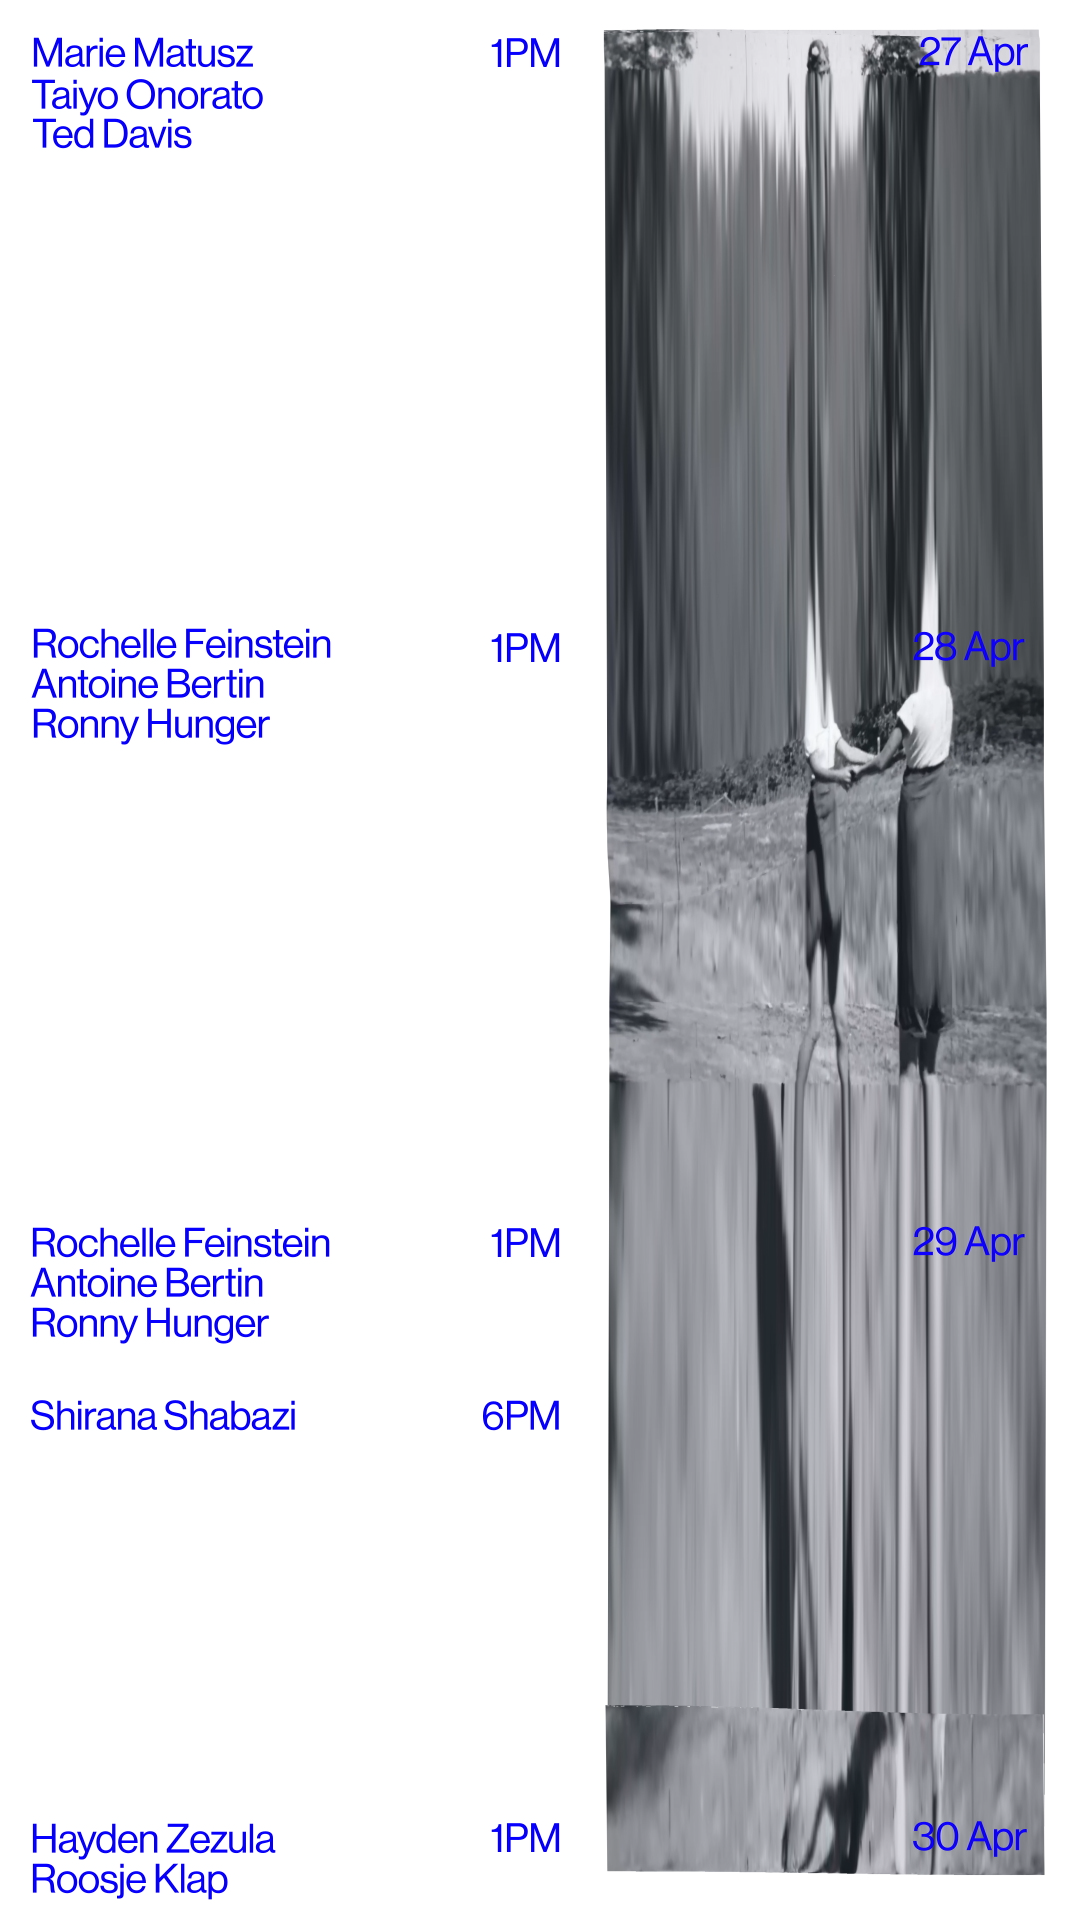 Marie Matusz 1PM 27 Apr
Taiyo Onorato
Ted Davis
Rochelle Feinstein 1PM 28 Apr
Antoine Bertin
Ronny Hunger
Rochelle Feinstein 1PM 29 Apr
Antoine Bertin
Ronny Hunger
Shirana Shabazi 6PM
Hayden Zezula 1PM 30 Apr
Roosje Klap